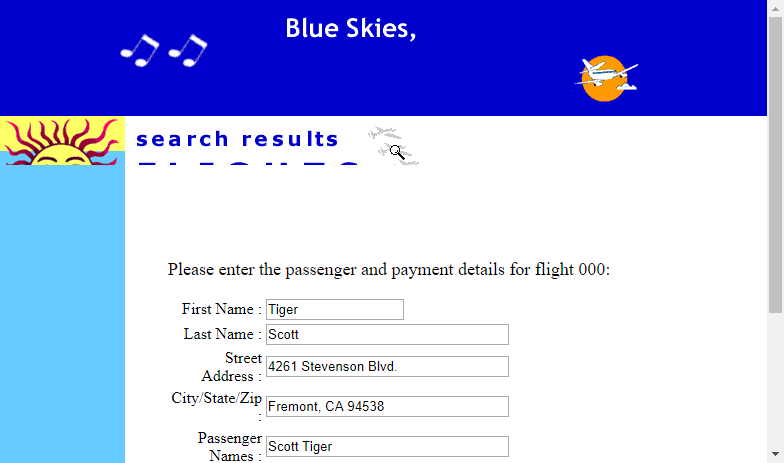 Blue Skies,
search results
FLIGHTS
Please enter the passenger and payment details for flight 000:
First Name : Tiger
Last Name : Scott
Street
Address : 4261 Stevenson Blvd.
City/State/Zip
: Fremont, CA 94538
Passenger
Names : Scott Tiger